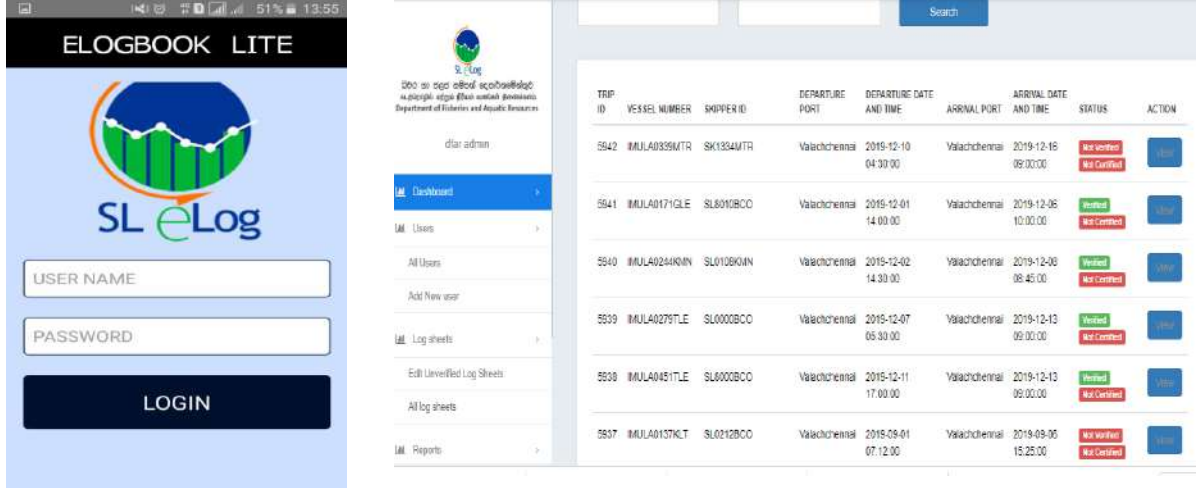 51% 13:55
ELOGBOOK LITE
SL eLog
USER NAME
PASSWORD
LOGIN
SL eLog
Department of Fisheries and Aquatic Resources
dfar admin
Dashboard
Users
All Users
Add New user
Log sheets
Edit Unverified Log Sheets
All log sheets
Reports
Search
TRIP ID VESSEL NUMBER SKIPPER ID DEPARTURE PORT DEPARTURE DATE AND TIME ARRIVAL PORT ARRIVAL DATE AND TIME STATUS ACTION
5942 IMULA0339MTR SK1334MTR Valachchennai 2019-12-10 04:30:00 Valachchennai 2019-12-16 09:00:00 Not Verified Not Certified View
5941 IMULA0171GLE SL8010BCO Valachchennai 2019-12-01 14:00:00 Valachchennai 2019-12-06 10:00:00 Verified Not Certified View
5940 IMULA0244KMN SL0108KMN Valachchennai 2019-12-02 14:30:00 Valachchennai 2019-12-08 08:45:00 Verified Not Certified View
5939 IMULA0279TLE SL0000BCO Valachchennai 2019-12-07 05:30:00 Valachchennai 2019-12-13 09:00:00 Verified Not Certified View
5938 IMULA0451TLE SL8000BCO Valachchennai 2019-12-11 17:00:00 Valachchennai 2019-12-13 09:00:00 Verified Not Certified View
5937 IMULA0137KLT SL0212BCO Valachchennai 2019-09-01 07:12:00 Valachchennai 2019-09-06 15:25:00 Not Verified Not Certified View